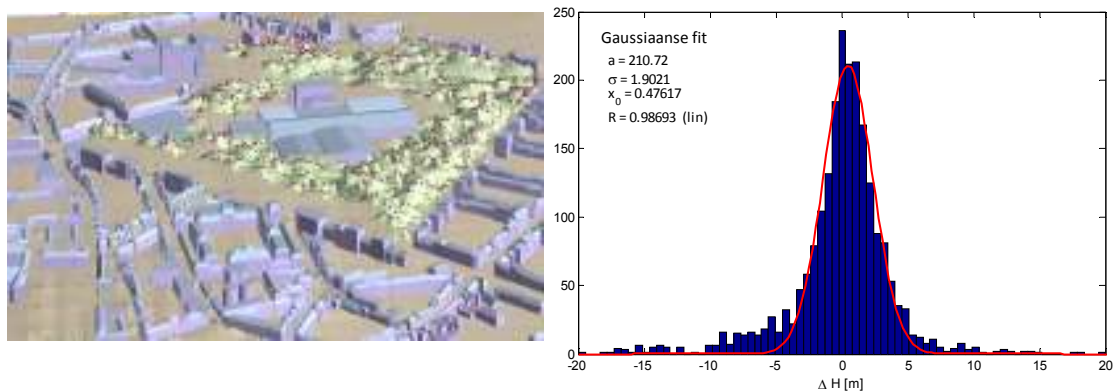 250
200
150
100
50
0
Gaussiaanse fit
a = 210.72
σ = 1.9021
x0 = 0.47617
R = 0.98693 (lin)
-20 -15 -10 -5 0 5 10 15 20
Δ H [m]